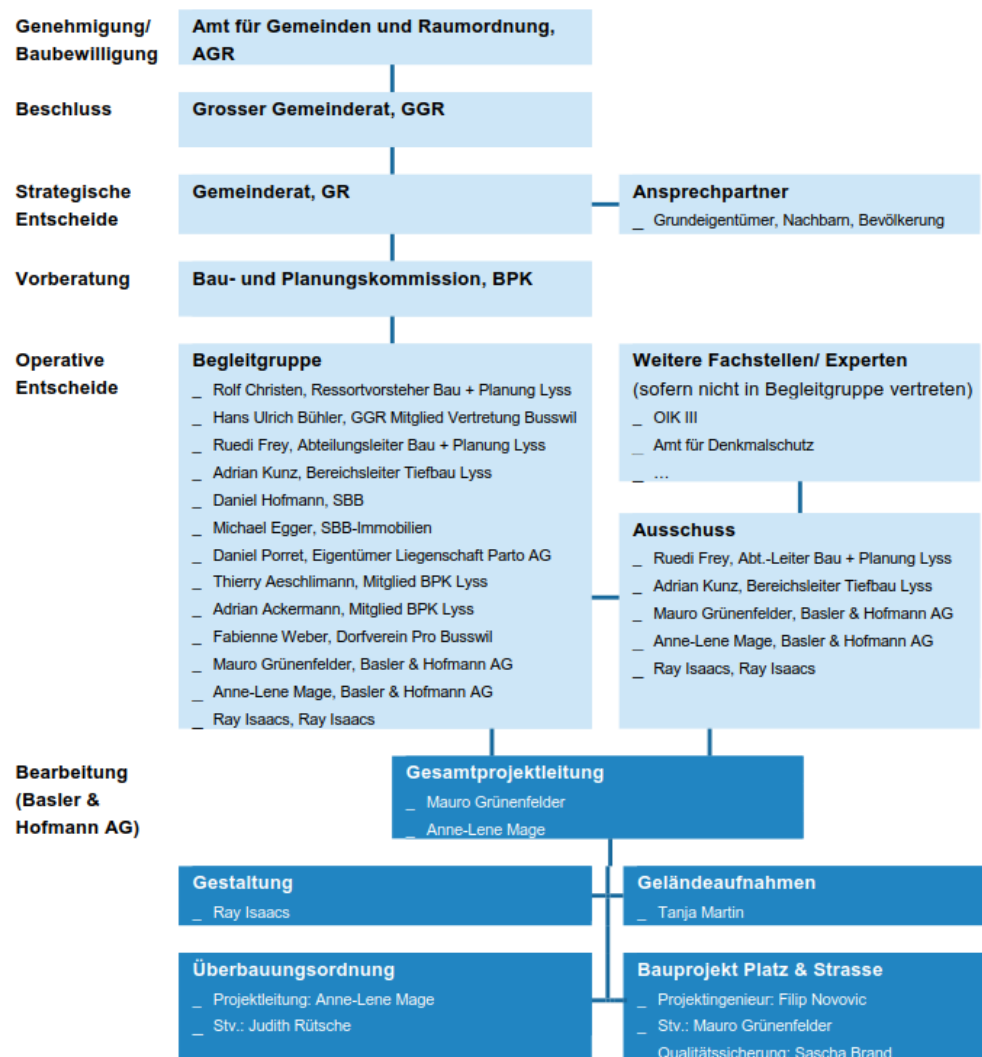 Genehmigung/
Baubewilligung
Amt für Gemeinden und Raumordnung,
AGR
Beschluss
Grosser Gemeinderat, GGR
Strategische
Entscheide
Gemeinderat, GR
Ansprechpartner
_ Grundeigentümer, Nachbarn, Bevölkerung
Vorberatung
Bau- und Planungskommission, BPK
Operative
Entscheide
Begleitgruppe
_ Rolf Christen, Ressortvorsteher Bau + Planung Lyss
_ Hans Ulrich Bühler, GGR Mitglied Vertretung Busswil
_ Ruedi Frey, Abteilungsleiter Bau + Planung Lyss
_ Adrian Kunz, Bereichsleiter Tiefbau Lyss
_ Daniel Hofmann, SBB
_ Michael Egger, SBB-Immobilien
_ Daniel Porret, Eigentümer Liegenschaft Parto AG
_ Thierry Aeschlimann, Mitglied BPK Lyss
_ Adrian Ackermann, Mitglied BPK Lyss
_ Fabienne Weber, Dorfverein Pro Busswil
_ Mauro Grünenfelder, Basler & Hofmann AG
_ Anne-Lene Mage, Basler & Hofmann AG
_ Ray Isaacs, Ray Isaacs
Weitere Fachstellen/ Experten
(sofern nicht in Begleitgruppe vertreten)
_ OIK III
_ Amt für Denkmalschutz
_ ...
Ausschuss
_ Ruedi Frey, Abt.-Leiter Bau + Planung Lyss
_ Adrian Kunz, Bereichsleiter Tiefbau Lyss
_ Mauro Grünenfelder, Basler & Hofmann AG
_ Anne-Lene Mage, Basler & Hofmann AG
_ Ray Isaacs, Ray Isaacs
Bearbeitung
(Basler &
Hofmann AG)
Gesamtprojektleitung
_ Mauro Grünenfelder
_ Anne-Lene Mage
Gestaltung
_ Ray Isaacs
Geländeaufnahmen
_ Tanja Martin
Überbauungsordnung
_ Projektleitung: Anne-Lene Mage
_ Stv.: Judith Rütsche
Bauprojekt Platz & Strasse
_ Projektingenieur: Filip Novovic
_ Stv.: Mauro Grünenfelder
Qualitätssicherung: Sascha Brand